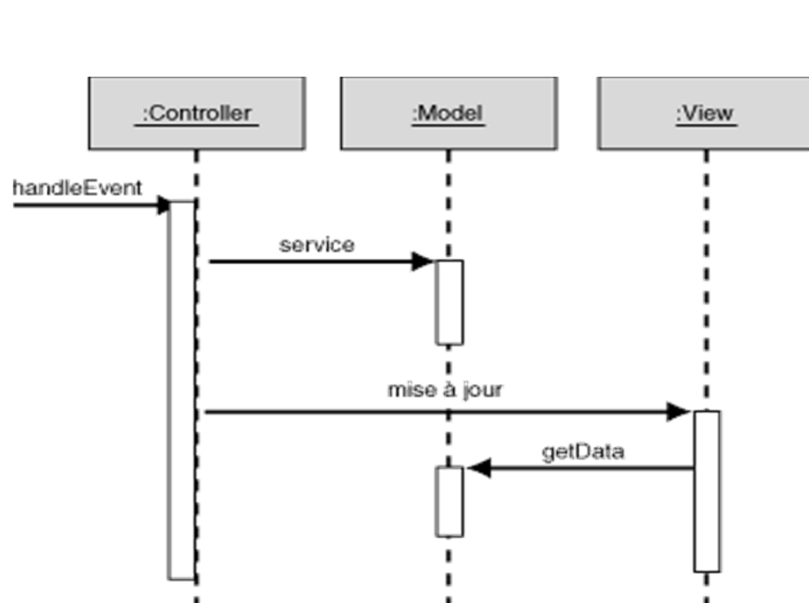 :Controller
:Model
:View
handleEvent
service
mise à jour
getData